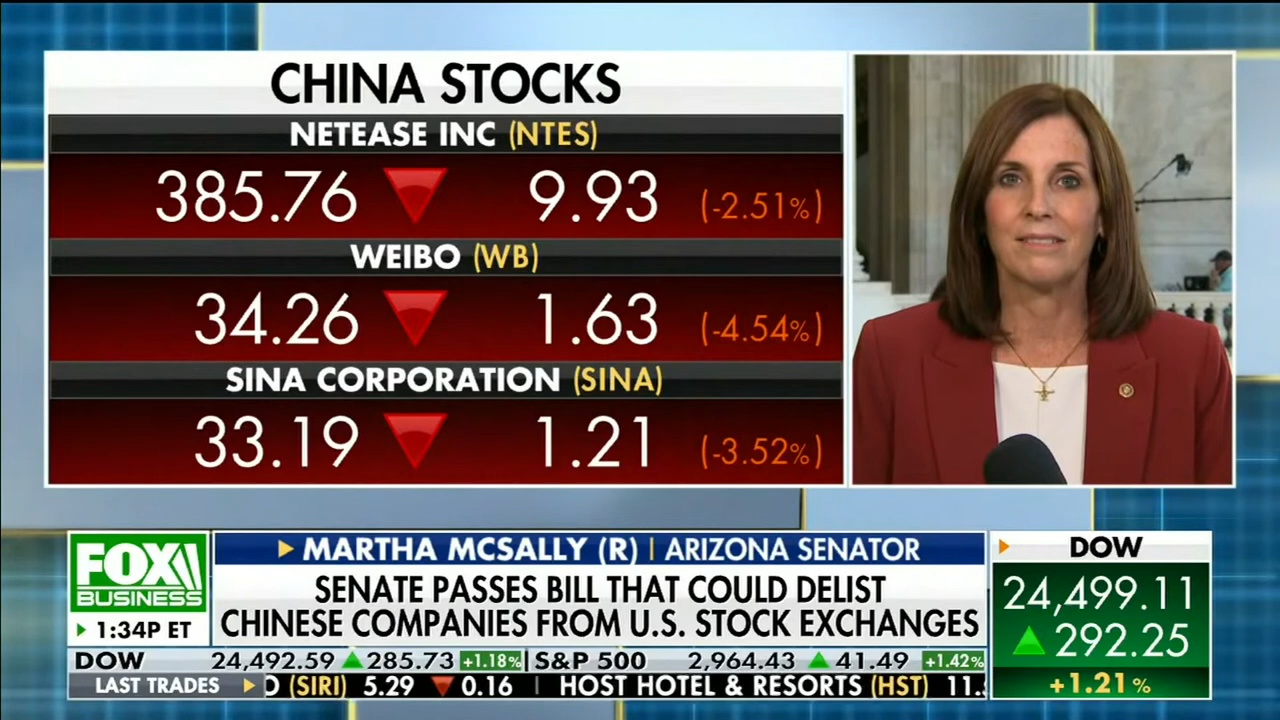 CHINA STOCKS
NETEASE INC (NTES)
385.76 9.93 (-2.51%)
WEIBO (WB)
34.26 1.63 (-4.54%)
SINA CORPORATION (SINA)
33.19 1.21 (-3.52%)
FOX BUSINESS
1:34P ET
MARTHA MCSALLY (R) | ARIZONA SENATOR
SENATE PASSES BILL THAT COULD DELIST
CHINESE COMPANIES FROM U.S. STOCK EXCHANGES
DOW
24,499.11
292.25
+1.21%
DOW 24,492.59 285.73 +1.18% S&P 500 2,964.43 41.49 +1.42%
LAST TRADES (SIRI) 5.29 0.16 | HOST HOTEL & RESORTS (HST) 11.